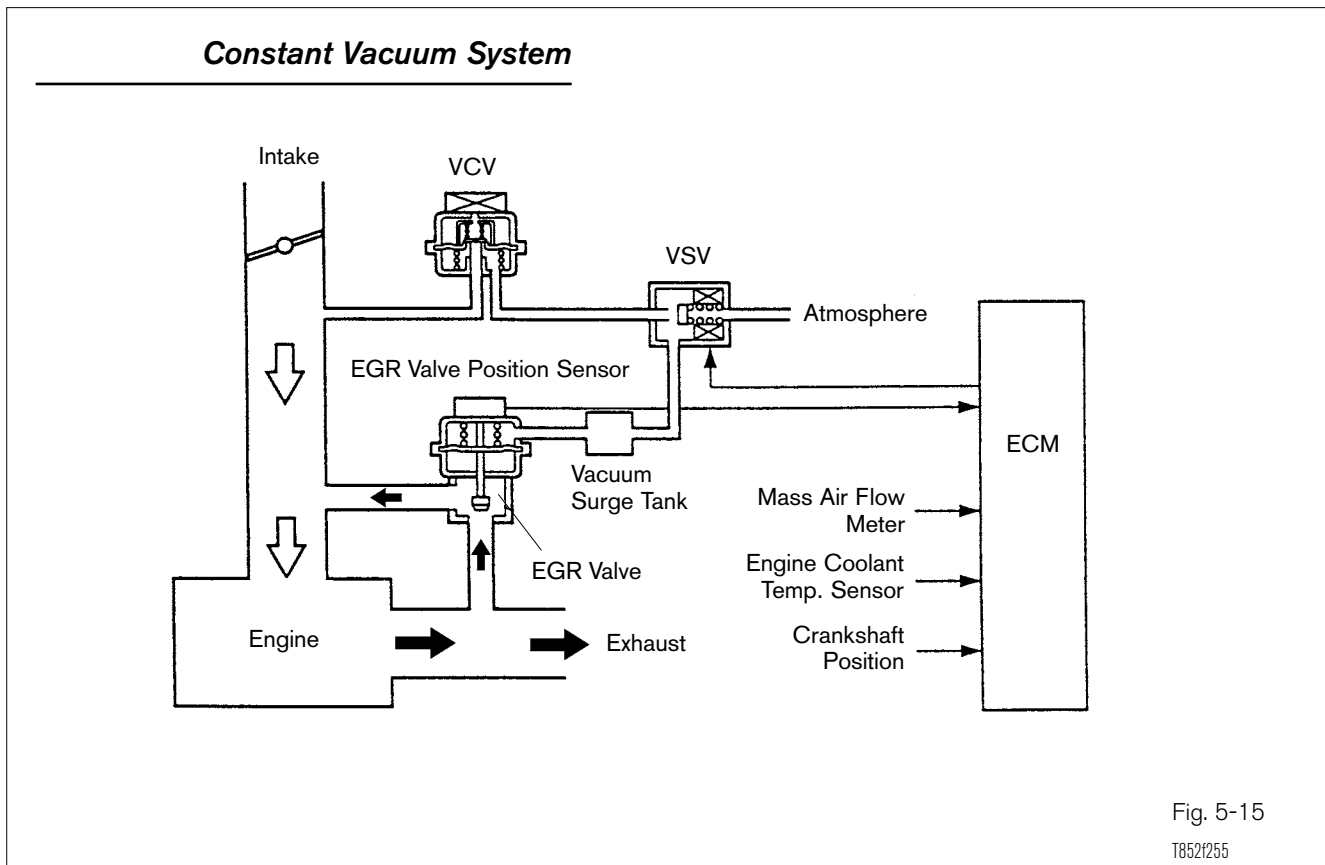 Constant Vacuum System
Intake
VCV
VSV
Atmosphere
EGR Valve Position Sensor
ECM
Vacuum
Surge Tank
Mass Air Flow
Meter
EGR Valve
Engine Coolant
Temp. Sensor
Engine
Exhaust
Crankshaft
Position
Fig. 5-15
T852f255